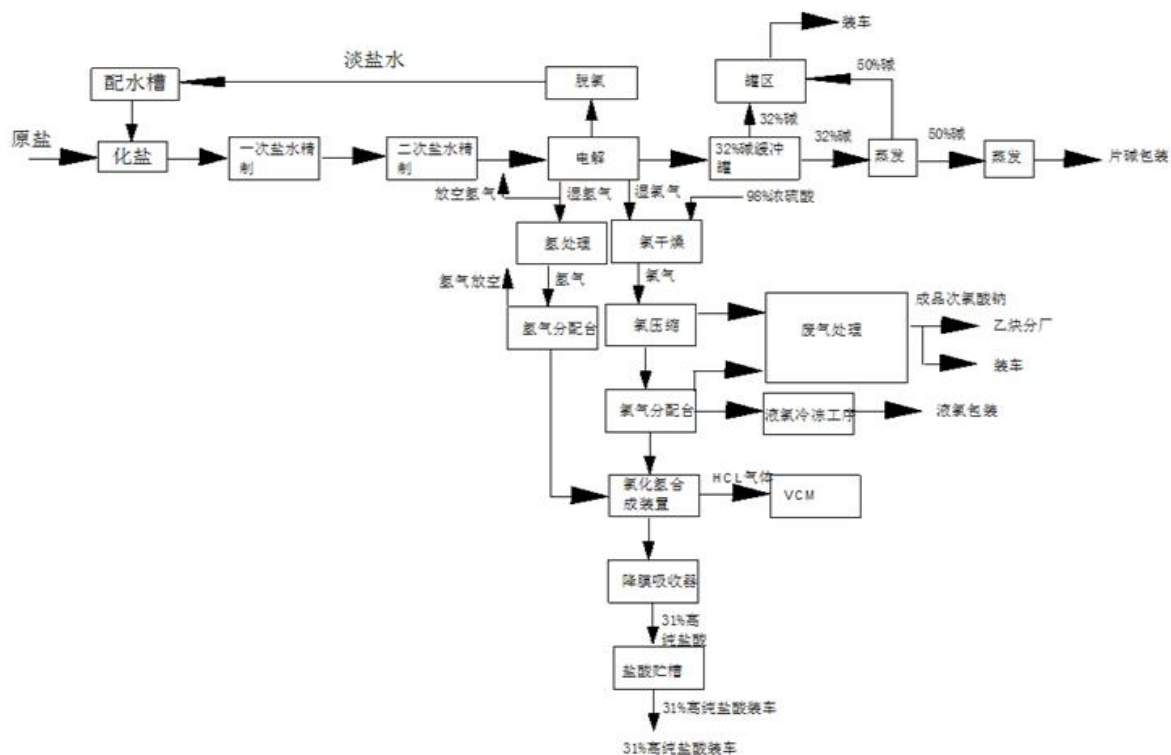 装车
淡盐水
50%碱
配水槽
脱氯
罐区
原盐
32%碱
化盐
一次盐水精
制
二次盐水精
制
电解
32%碱缓冲
罐
32%碱
蒸发
50%碱
蒸发
片碱包装
放空氢气
湿氢气
湿氯气
98%浓硫酸
氢处理
氯干燥
氢气放空
氢气
氯气
氢气分配台
氯压缩
废气处理
成品次氯酸钠
乙炔分厂
装车
氯气分配台
液氯冷冻工序
液氯包装
氯化氢合
成装置
HCL气体
VCM
降膜吸收器
31%高
纯盐酸
盐酸贮槽
31%高纯盐酸装车
31%高纯盐酸装车